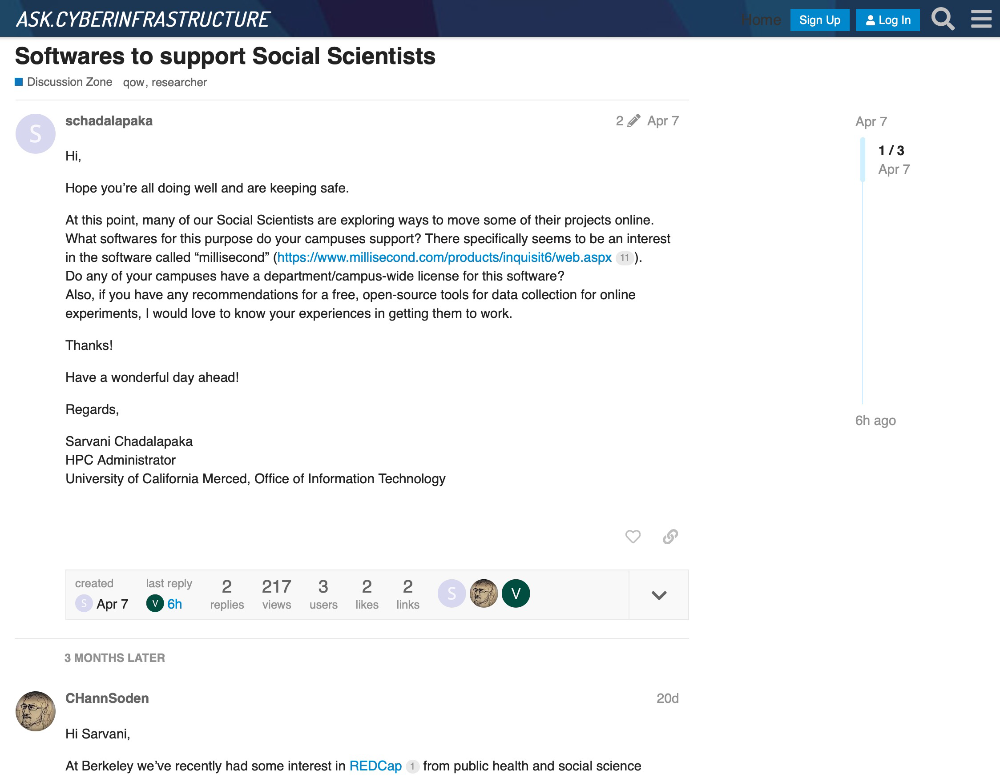 ASK.CYBERINFRASTRUCTURE
Home
Sign Up
Log In
Softwares to support Social Scientists
Discussion Zone qow, researcher
S
schadalapaka
2 Apr 7
Hi,
Hope you’re all doing well and are keeping safe.
At this point, many of our Social Scientists are exploring ways to move some of their projects online.
What softwares for this purpose do your campuses support? There specifically seems to be an interest
in the software called “millisecond” (https://www.millisecond.com/products/inquisit6/web.aspx 11).
Do any of your campuses have a department/campus-wide license for this software?
Also, if you have any recommendations for a free, open-source tools for data collection for online
experiments, I would love to know your experiences in getting them to work.
Thanks!
Have a wonderful day ahead!
Regards,
Sarvani Chadalapaka
HPC Administrator
University of California Merced, Office of Information Technology
Apr 7
1 / 3
Apr 7
6h ago
created
S Apr 7
last reply
V 6h
2
replies
217
views
3
users
2
likes
2
links
S
V
3 MONTHS LATER
CHannSoden
20d
Hi Sarvani,
At Berkeley we’ve recently had some interest in REDCap 1 from public health and social science